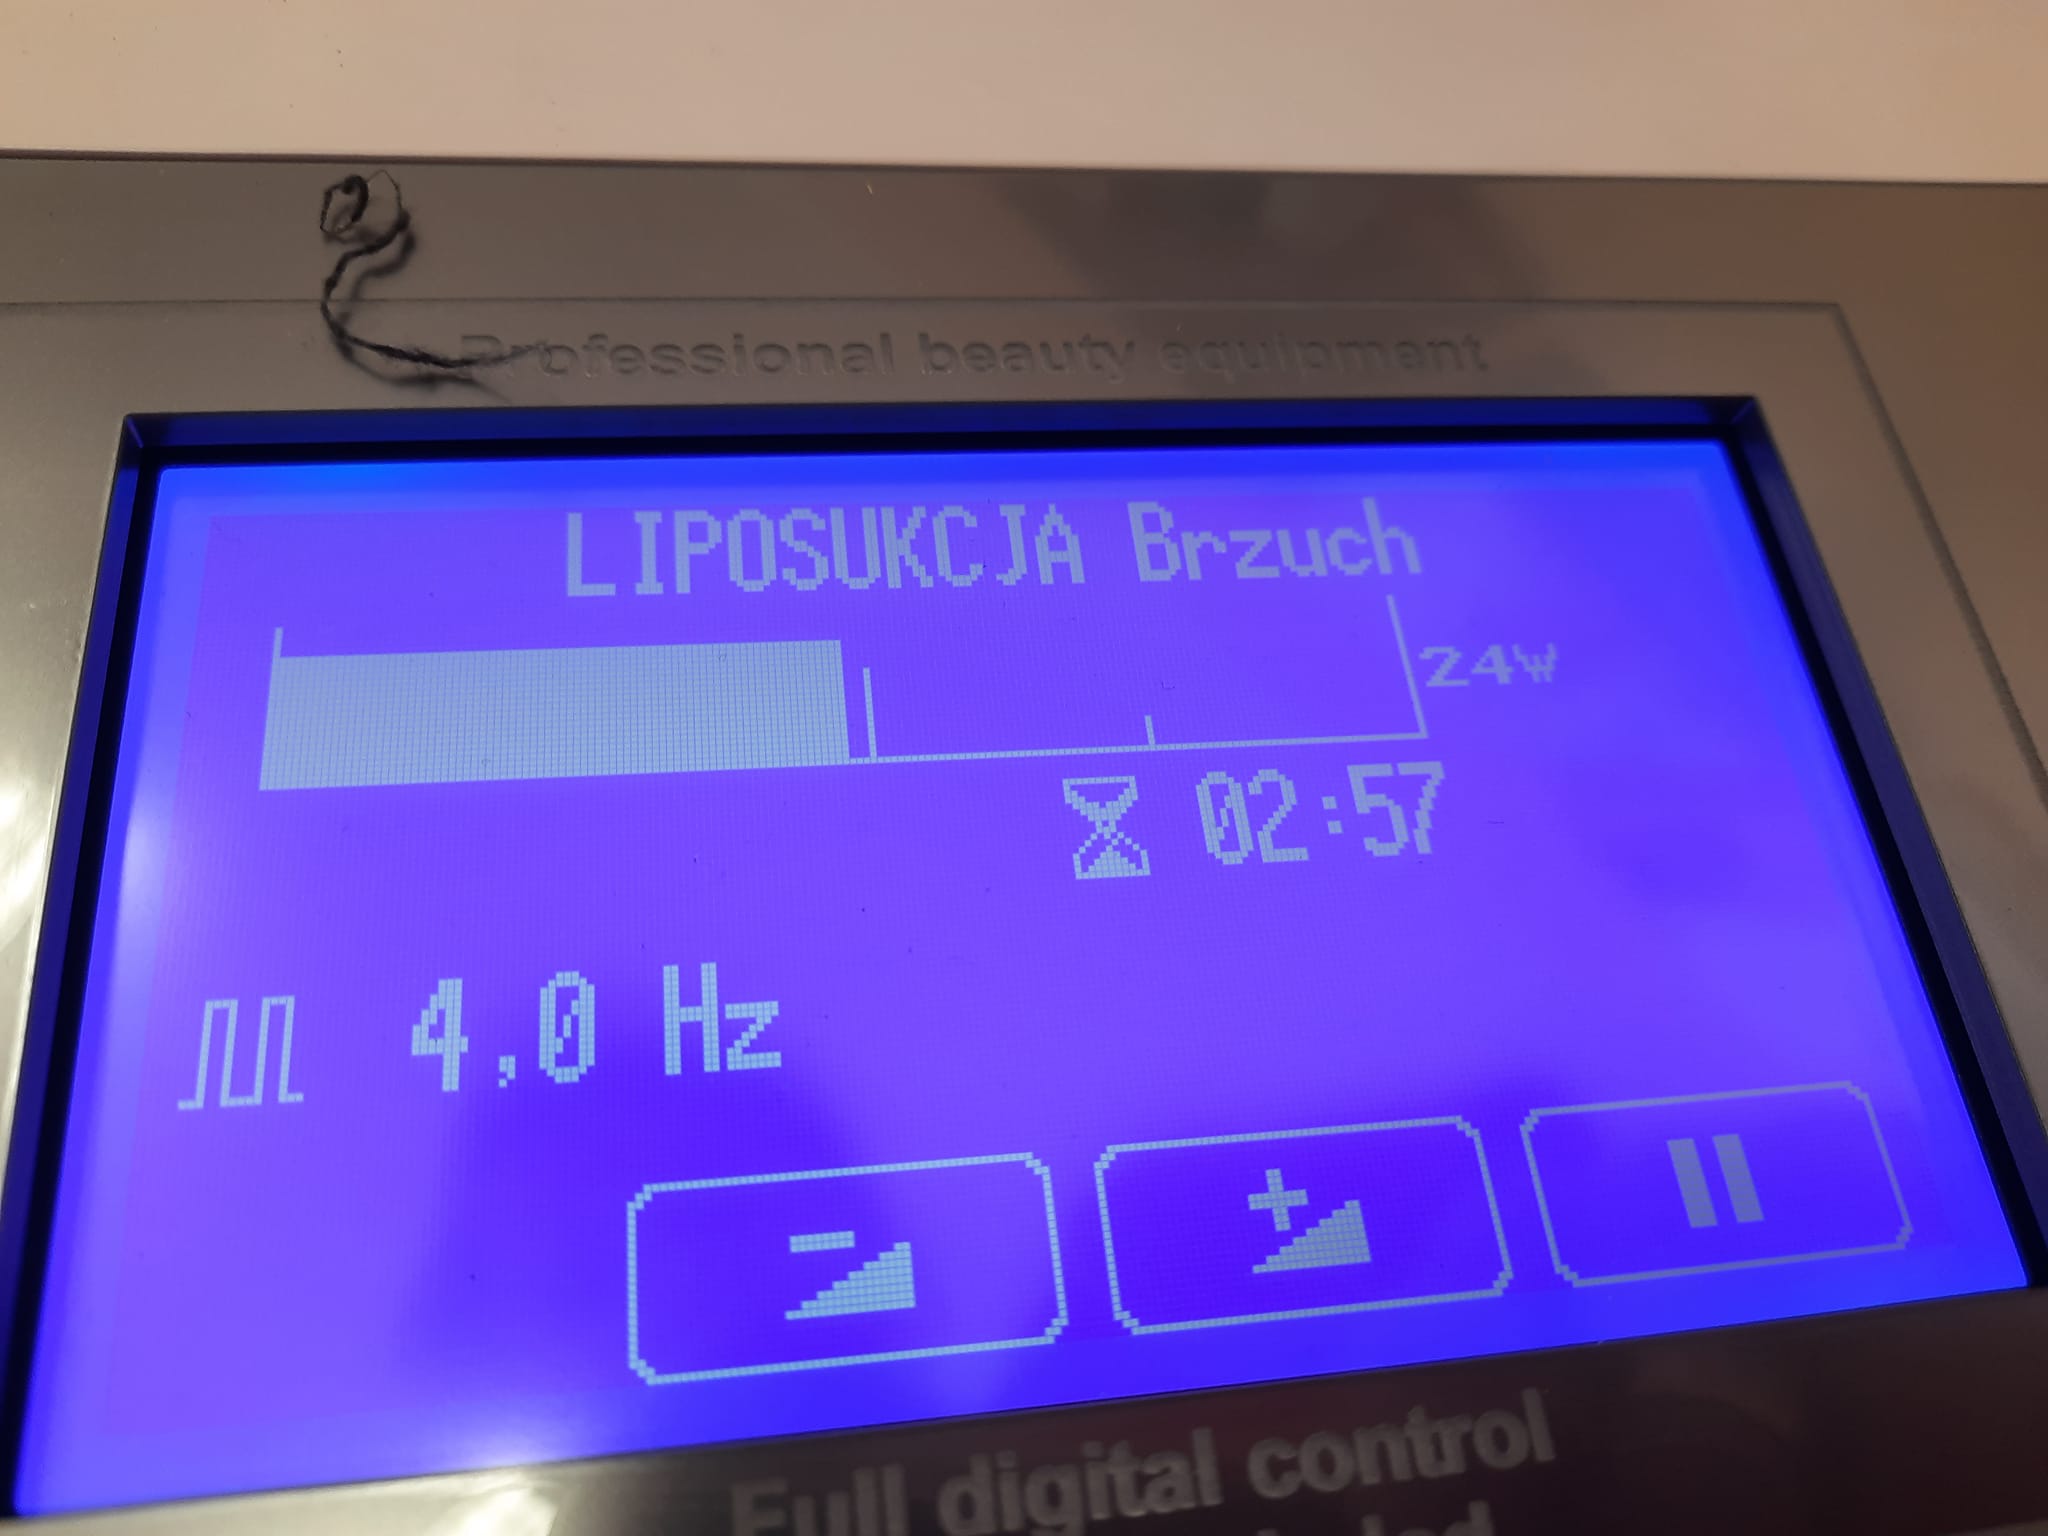 Professional beauty equipment
LIPOSUKCJA Brzuch
24W
02:57
4,0 Hz
Full digital control